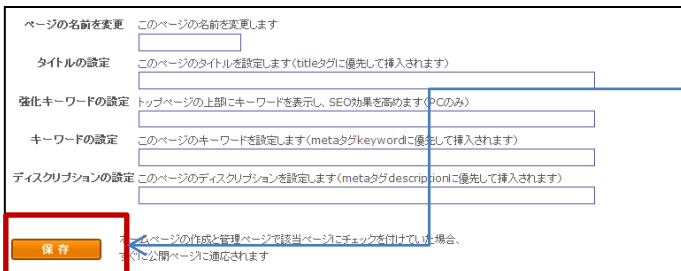 ページの名前を変更 このページの名前を変更します
タイトルの設定 このページのタイトルを設定します(titleタグに優先して挿入されます)
強化キーワードの設定 トップページの上部にキーワードを表示し、SEO効果を高めます(PCのみ)
キーワードの設定 このページのキーワードを設定します(metaタグkeywordに優先して挿入されます)
ディスクリプションの設定 このページのディスクリプションを設定します(metaタグdescriptionに優先して挿入されます)
ホームページの作成と管理ページで該当ページにチェックを付けていた場合、
保存
すぐに公開ページに適応されます